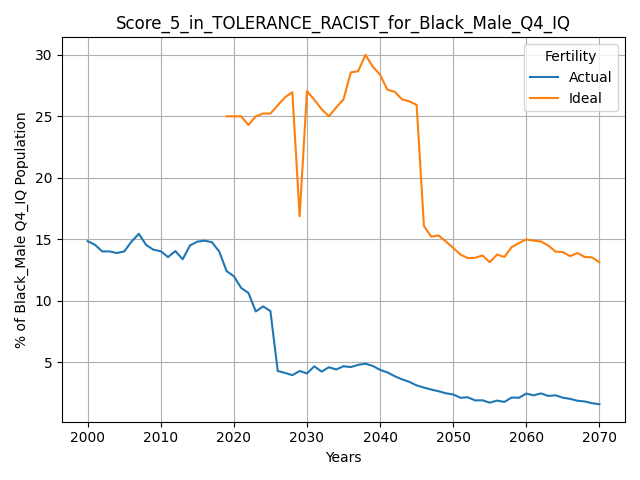 Score_5_in_TOLERANCE_RACIST_for_Black_Male_Q4_IQ
Fertility
Actual
Ideal
% of Black_Male Q4_IQ Population
30
25
20
15
10
5
2000 2010 2020 2030 2040 2050 2060 2070
Years